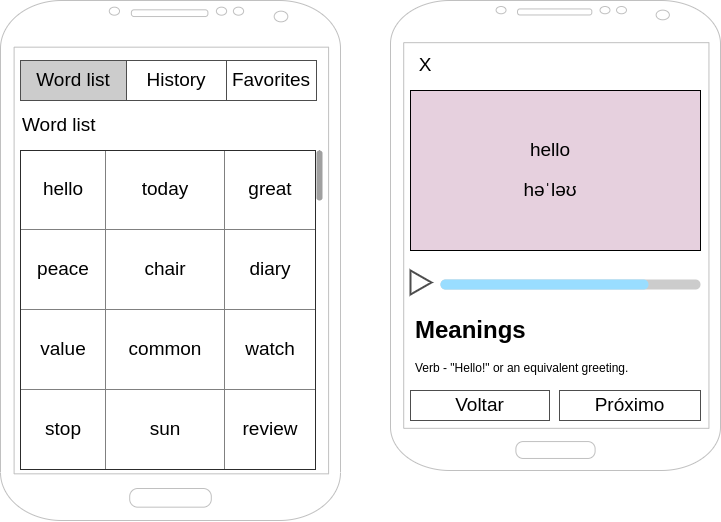 Word list History Favorites
Word list
hello today great
peace chair diary
value common watch
stop sun review
X
hello
həˈləʊ
Meanings
Verb - "Hello!" or an equivalent greeting.
Voltar Próximo